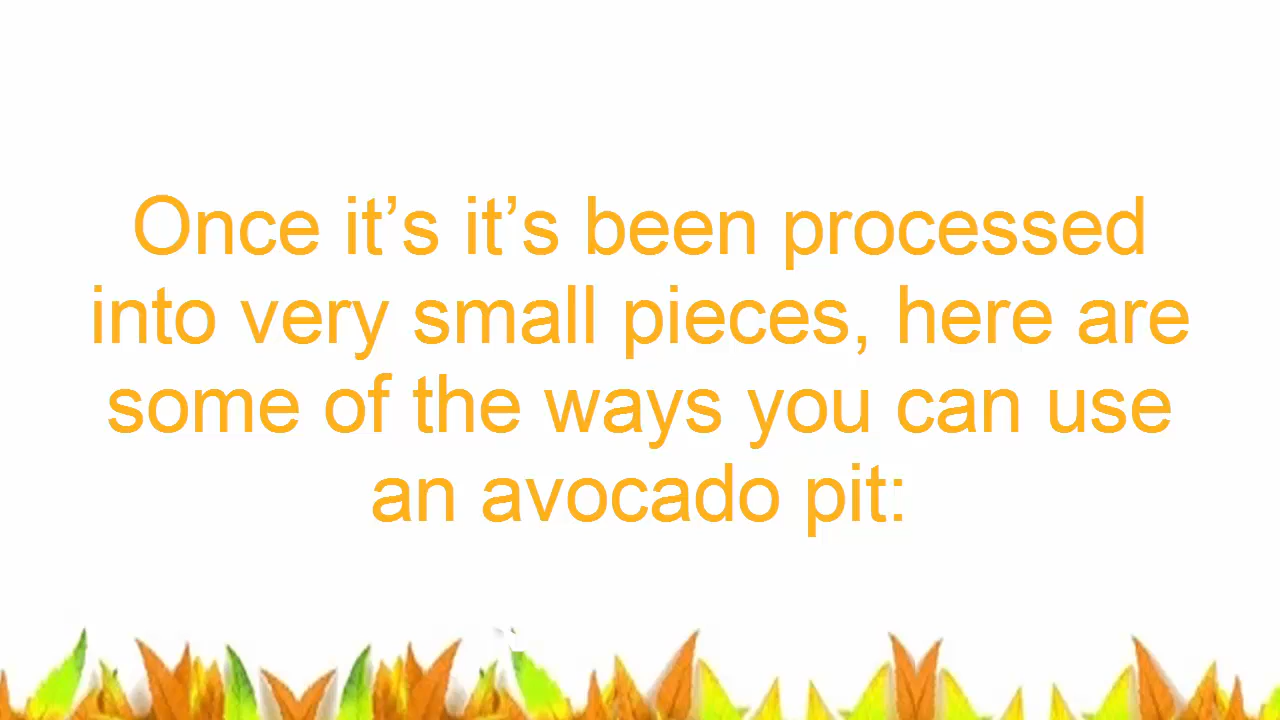 Once it’s it’s been processed
into very small pieces, here are
some of the ways you can use
an avocado pit: